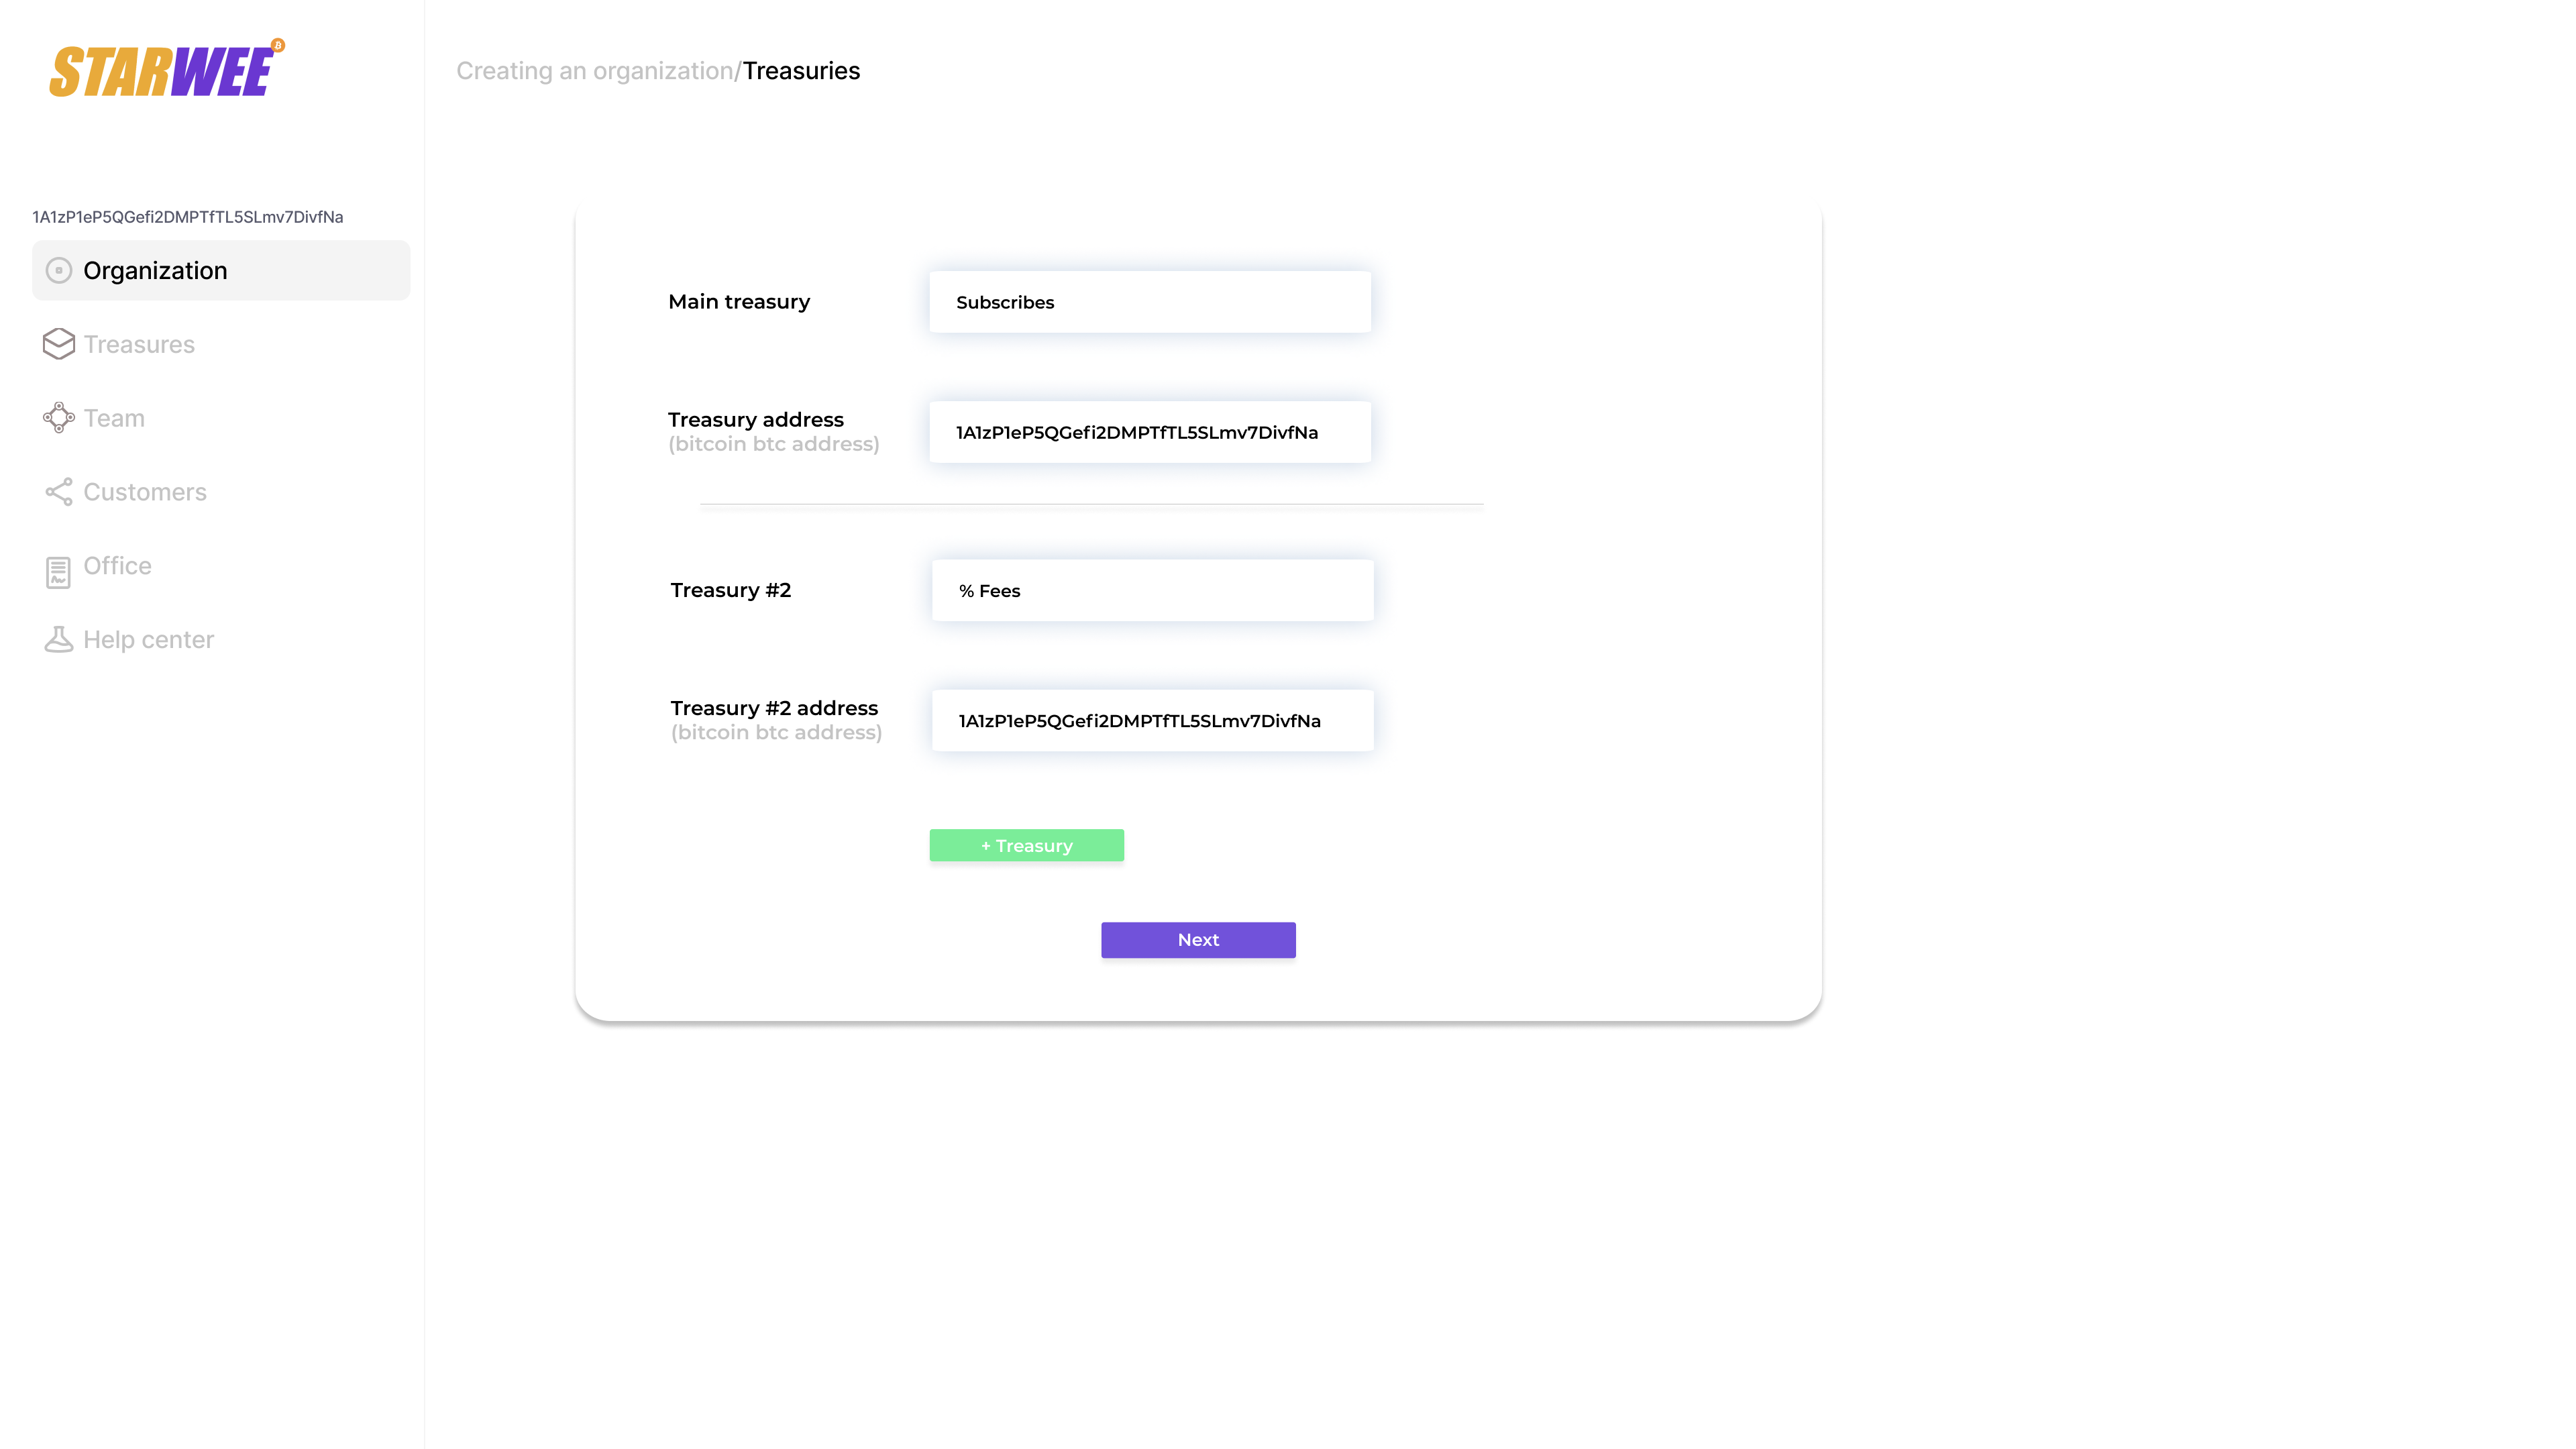 STARWEE
Creating an organization/Treasuries
1A1zP1eP5QGefi2DMPTfTL5SLmv7DivfNa
Organization
Treasures
Team
Customers
Office
Help center
Main treasury
Subscribes
Treasury address
(bitcoin btc address)
1A1zP1eP5QGefi2DMPTfTL5SLmv7DivfNa
Treasury #2
% Fees
Treasury #2 address
(bitcoin btc address)
1A1zP1eP5QGefi2DMPTfTL5SLmv7DivfNa
+ Treasury
Next